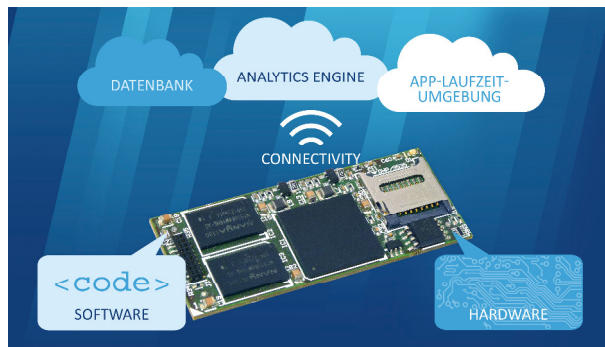 DATENBANK
ANALYTICS ENGINE
APP-LAUFZEIT-
UMGEBUNG
CONNECTIVITY
<code>
SOFTWARE
HARDWARE